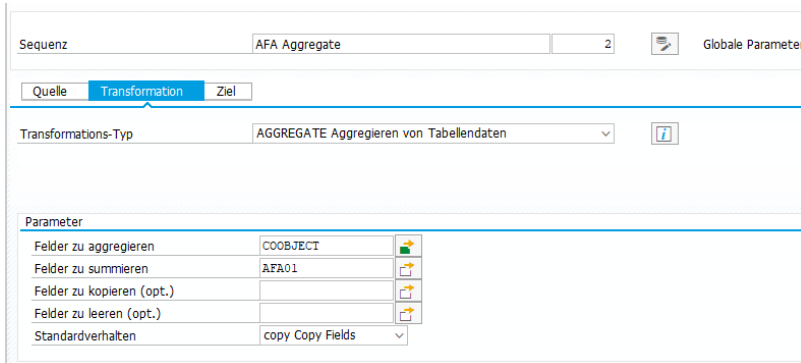 Sequenz AFA Aggregate 2 Globale Parameter
Quelle Transformation Ziel
Transformations-Typ AGGREGATE Aggregieren von Tabellendaten
Parameter
Felder zu aggregieren COOBJECT
Felder zu summieren AFA01
Felder zu kopieren (opt.)
Felder zu leeren (opt.)
Standardverhalten copy Copy Fields